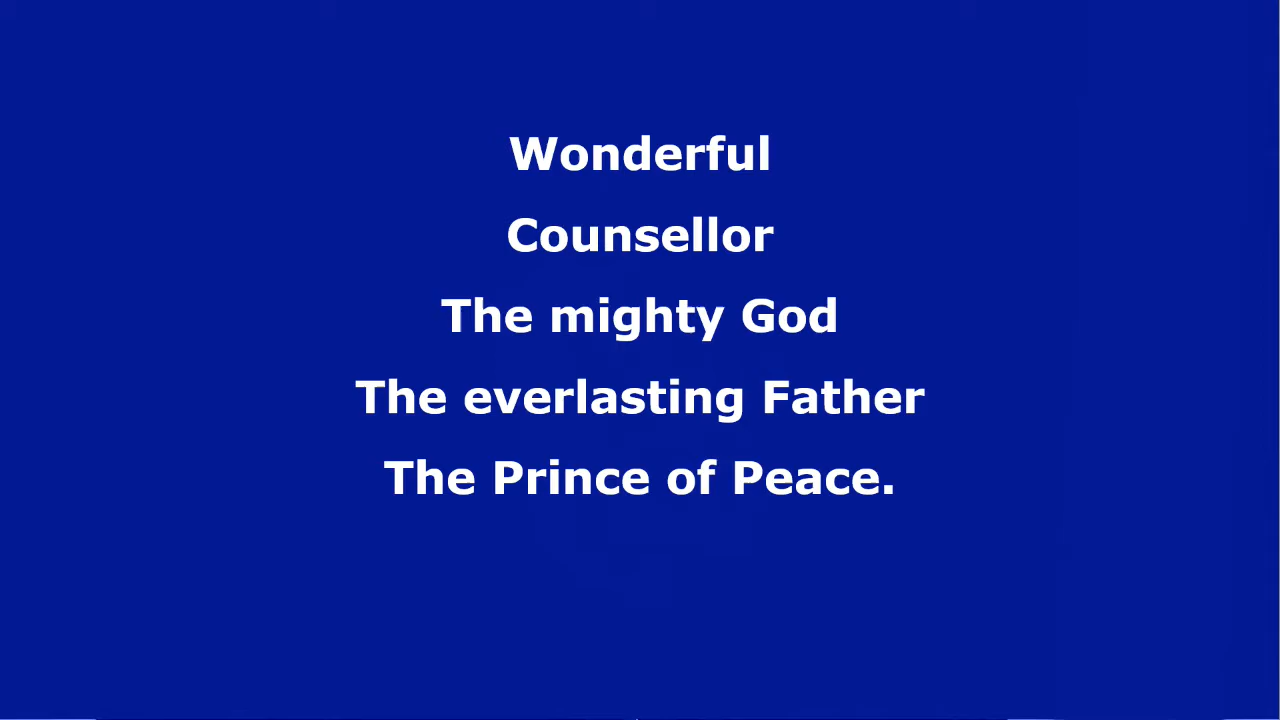 Wonderful
Counsellor
The mighty God
The everlasting Father
The Prince of Peace.